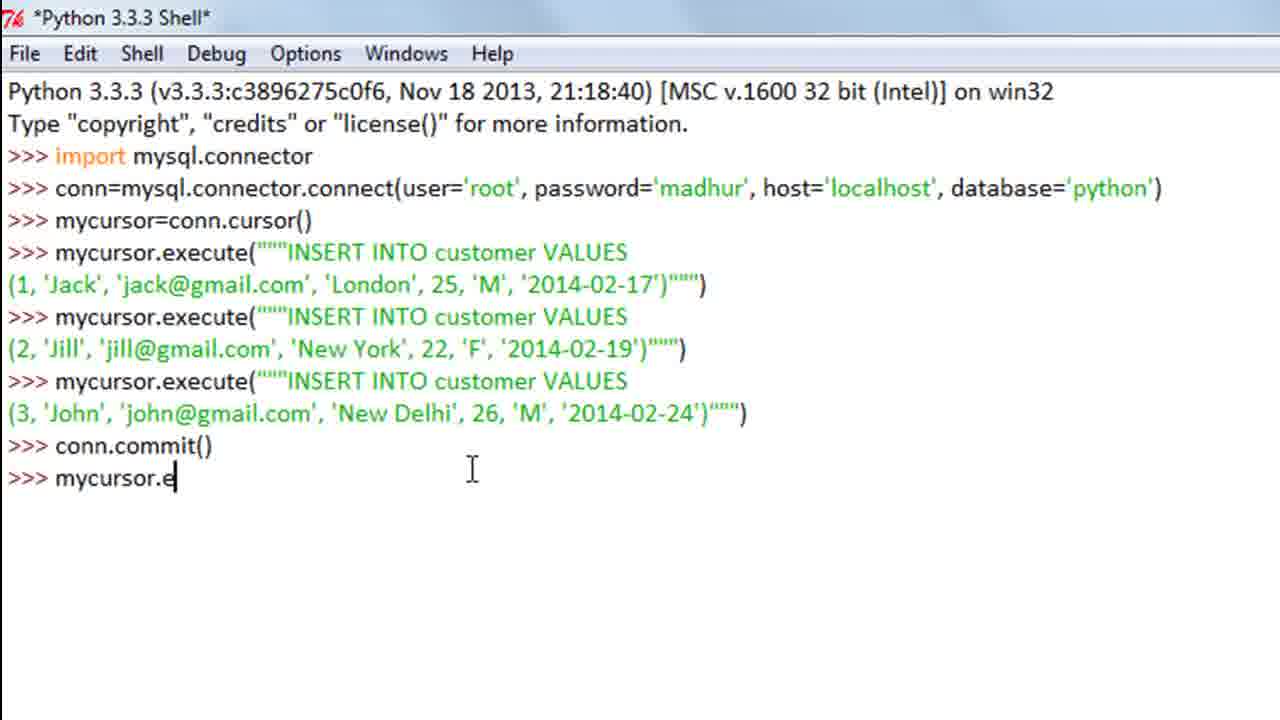 *Python 3.3.3 Shell*
File Edit Shell Debug Options Windows Help
Python 3.3.3 (v3.3.3:c3896275c0f6, Nov 18 2013, 21:18:40) [MSC v.1600 32 bit (Intel)] on win32
Type "copyright", "credits" or "license()" for more information.
>>> import mysql.connector
>>> conn=mysql.connector.connect(user='root', password='madhur', host='localhost', database='python')
>>> mycursor=conn.cursor()
>>> mycursor.execute("""INSERT INTO customer VALUES
(1, 'Jack', 'jack@gmail.com', 'London', 25, 'M', '2014-02-17')""")
>>> mycursor.execute("""INSERT INTO customer VALUES
(2, 'Jill', 'jill@gmail.com', 'New York', 22, 'F', '2014-02-19')""")
>>> mycursor.execute("""INSERT INTO customer VALUES
(3, 'John', 'john@gmail.com', 'New Delhi', 26, 'M', '2014-02-24')""")
>>> conn.commit()
>>> mycursor.e